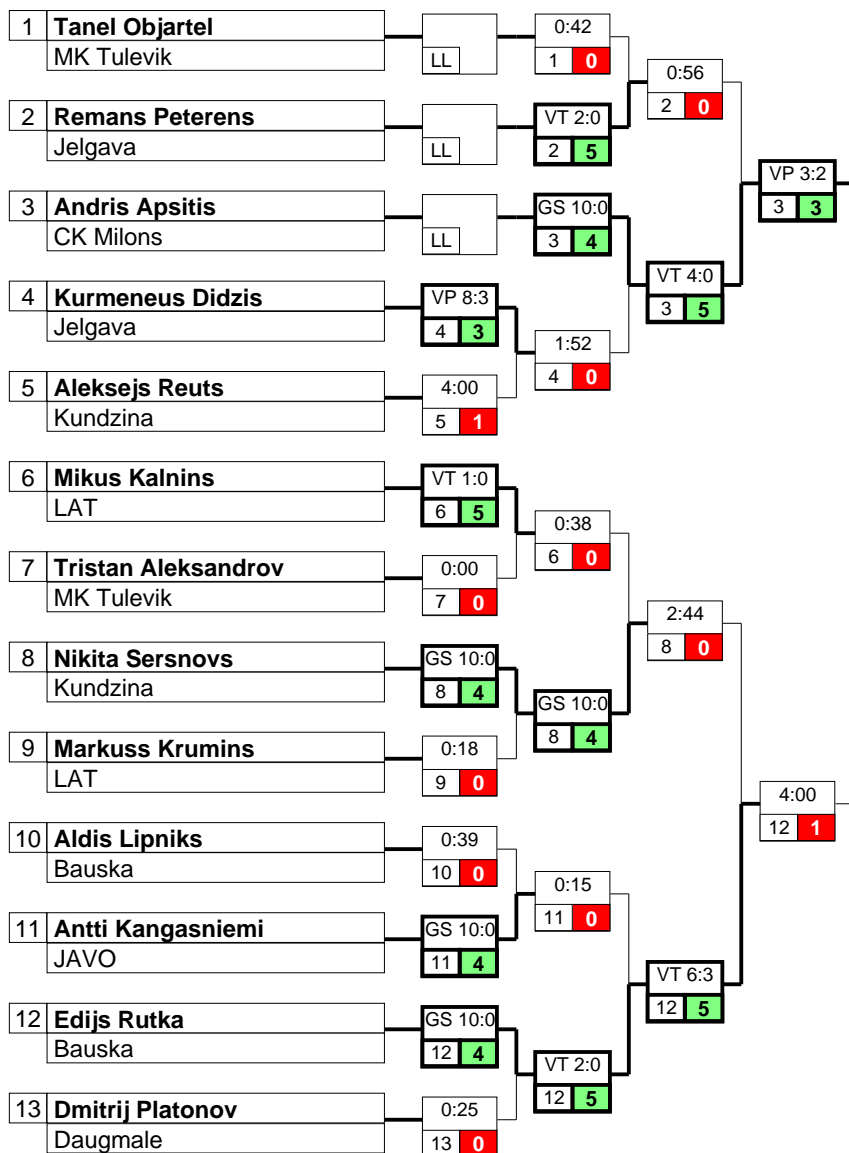 1 Tanel Objartel 0:42
MK Tulevik LL 1 0
0:56
2 0
2 Remans Peterens VT 2:0
Jelgava LL 2 5
VP 3:2
3 3
3 Andris Apsitis GS 10:0
CK Milons LL 3 4
VT 4:0
3 5
4 Kurmeneus Didzis VP 8:3
Jelgava 4 3
1:52
4 0
5 Aleksejs Reuts 4:00
Kundzina 5 1
6 Mikus Kalnins VT 1:0
LAT 6 5
0:38
6 0
7 Tristan Aleksandrov 0:00
MK Tulevik 7 0
2:44
8 0
8 Nikita Sersnovs GS 10:0
Kundzina 8 4
GS 10:0
8 4
9 Markuss Krumins 0:18
LAT 9 0
4:00
12 1
10 Aldis Lipniks 0:39
Bauska 10 0
0:15
11 0
11 Antti Kangasniemi GS 10:0
JAVO 11 4
VT 6:3
12 5
12 Edijs Rutka GS 10:0
Bauska 12 4
VT 2:0
12 5
13 Dmitrij Platonov 0:25
Daugmale 13 0